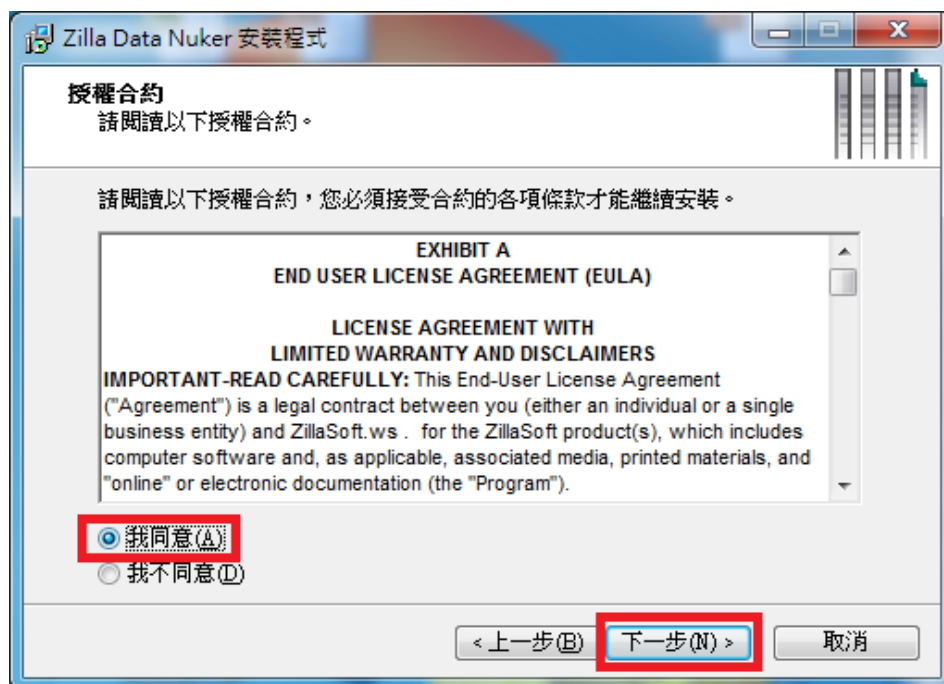 Zilla Data Nuker 安裝程式
授權合約
請閱讀以下授權合約。
請閱讀以下授權合約，您必須接受合約的各項條款才能繼續安裝。
EXHIBIT A
END USER LICENSE AGREEMENT (EULA)
LICENSE AGREEMENT WITH
LIMITED WARRANTY AND DISCLAIMERS
IMPORTANT-READ CAREFULLY: This End-User License Agreement
("Agreement") is a legal contract between you (either an individual or a single
business entity) and ZillaSoft.ws . for the ZillaSoft product(s), which includes
computer software and, as applicable, associated media, printed materials, and
"online" or electronic documentation (the "Program").
我同意(A)
我不同意(D)
<上一步(B) 下一步(N)> 取消